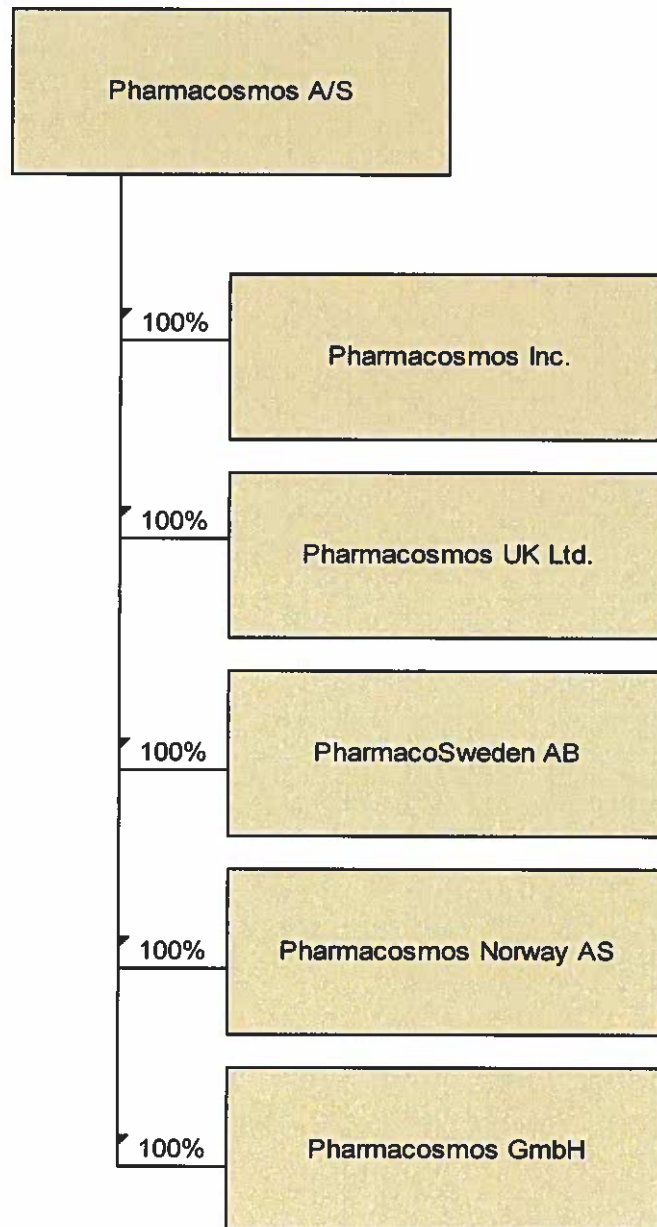 Pharmacosmos A/S
100%
Pharmacosmos Inc.
100%
Pharmacosmos UK Ltd.
100%
PharmacoSweden AB
100%
Pharmacosmos Norway AS
100%
Pharmacosmos GmbH